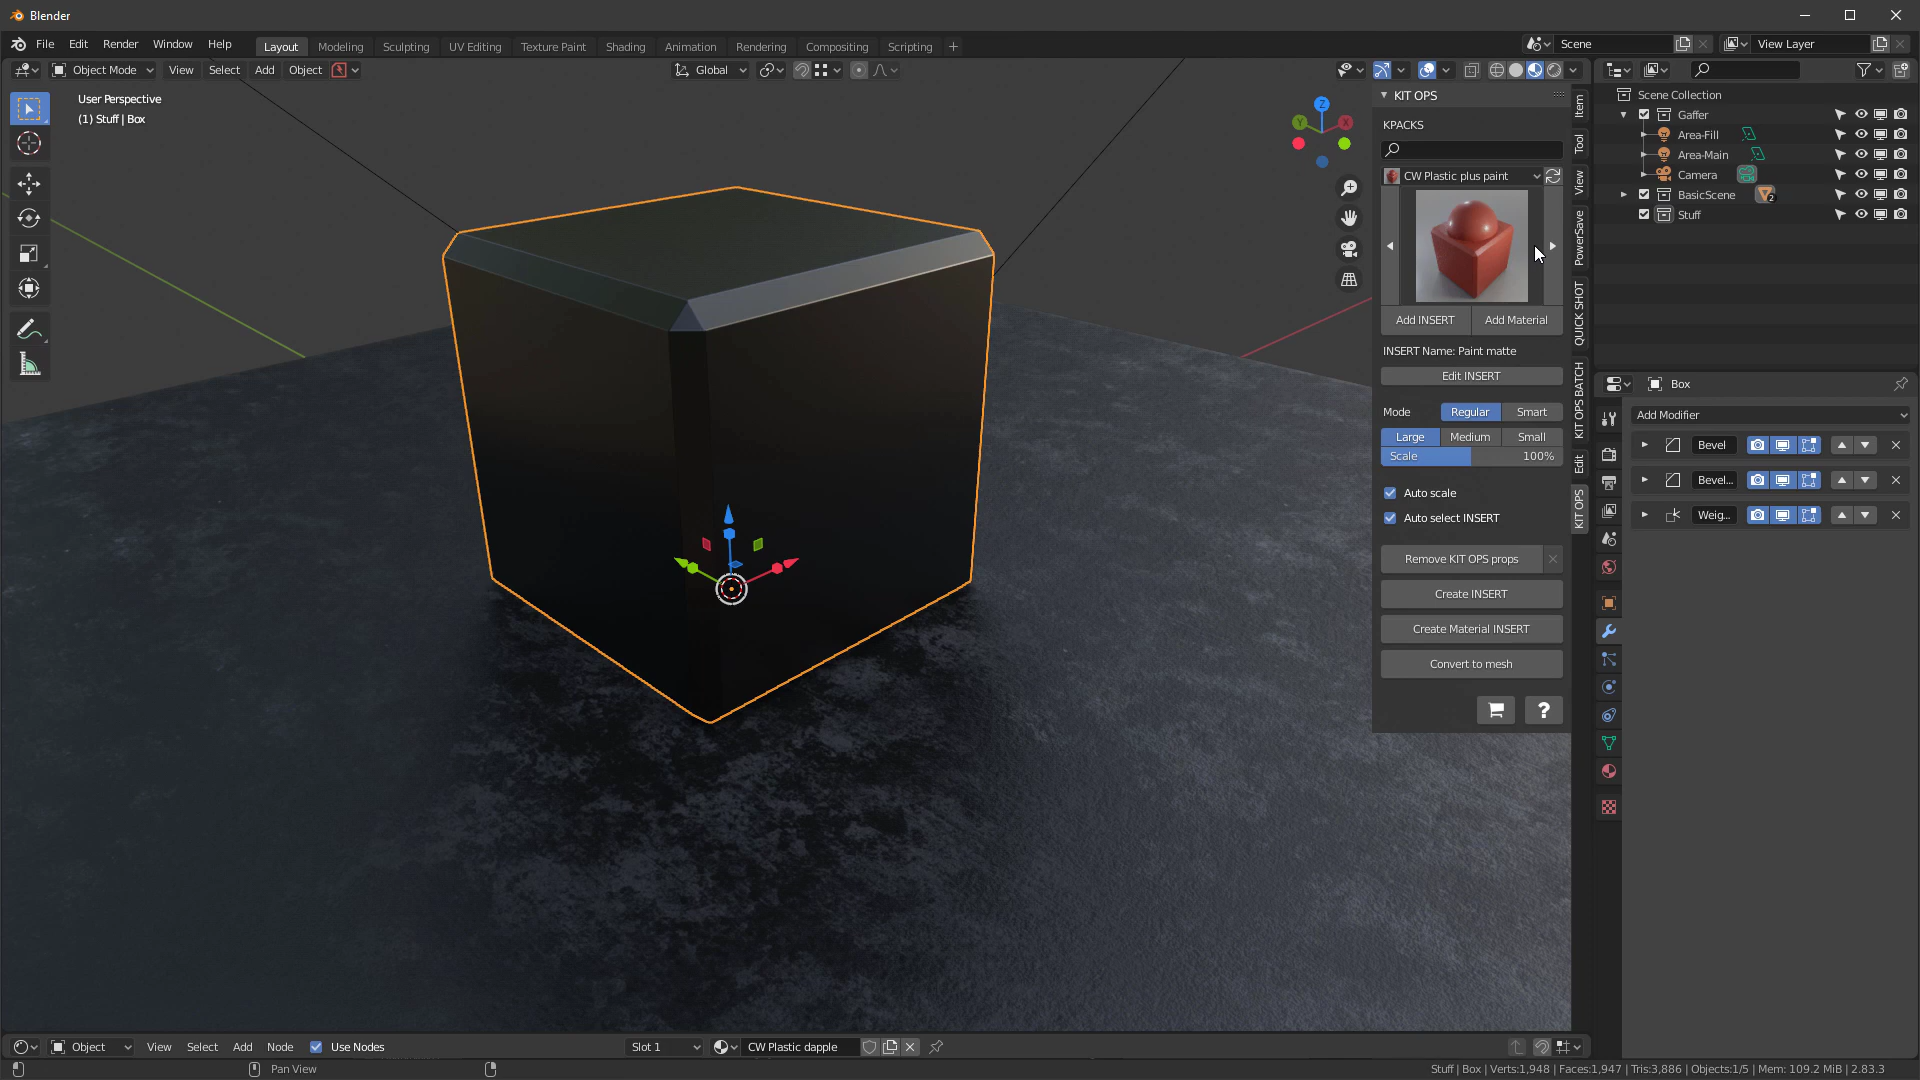 Blender
File Edit Render Window Help Layout Modeling Sculpting UV Editing Texture Paint Shading Animation Rendering Compositing Scripting + Scene View Layer
Object Mode View Select Add Object Global
User Perspective
(1) Stuff | Box
Z
Y
X
KIT OPS
KPACKS
CW Plastic plus paint
Add INSERT Add Material
INSERT Name: Paint matte
Edit INSERT
Mode Regular Smart
Large Medium Small
Scale 100%
Auto scale
Auto select INSERT
Remove KIT OPS props
Create INSERT
Create Material INSERT
Convert to mesh
?
Item
Tool
View
PowerSave
QUICK SHOT
KIT OPS BATCH
Edit
KIT OPS
Scene Collection
Gaffer
Area-Fill
Area-Main
Camera
BasicScene 2
Stuff
Box
Add Modifier
Bevel
Bevel...
Weig...
Object View Select Add Node Use Nodes Slot 1 CW Plastic dapple
Pan View
Stuff | Box | Verts:1,948 | Faces:1,947 | Tris:3,886 | Objects:1/5 | Mem: 109.2 MiB | 2.83.3